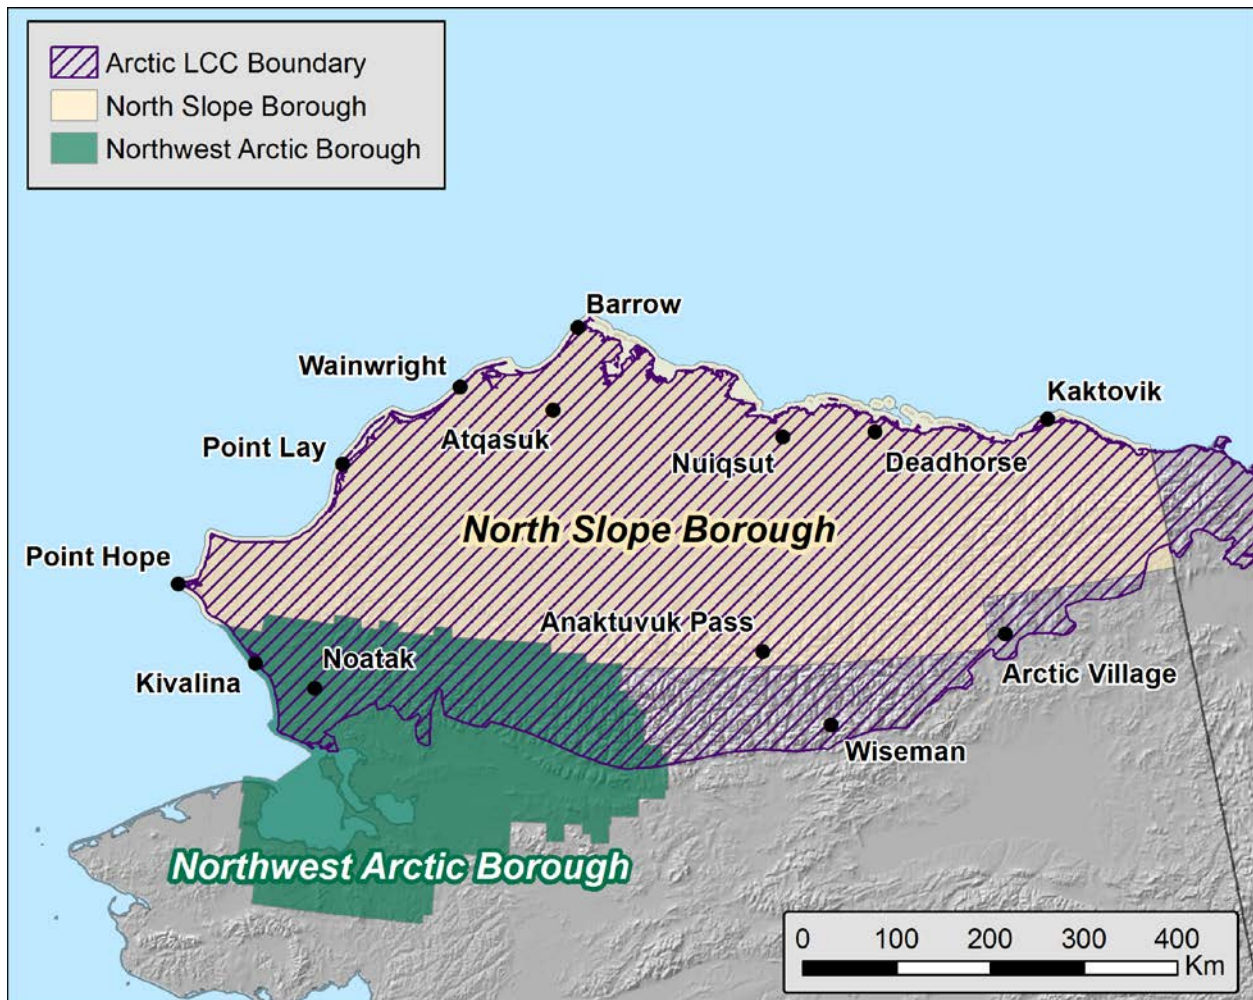 Arctic LCC Boundary
North Slope Borough
Northwest Arctic Borough
Barrow
Wainwright
Kaktovik
Atqasuk
Point Lay
Nuiqsut
Deadhorse
North Slope Borough
Point Hope
Anaktuvuk Pass
Noatak
Kivalina
Arctic Village
Wiseman
Northwest Arctic Borough
0 100 200 300 400
Km